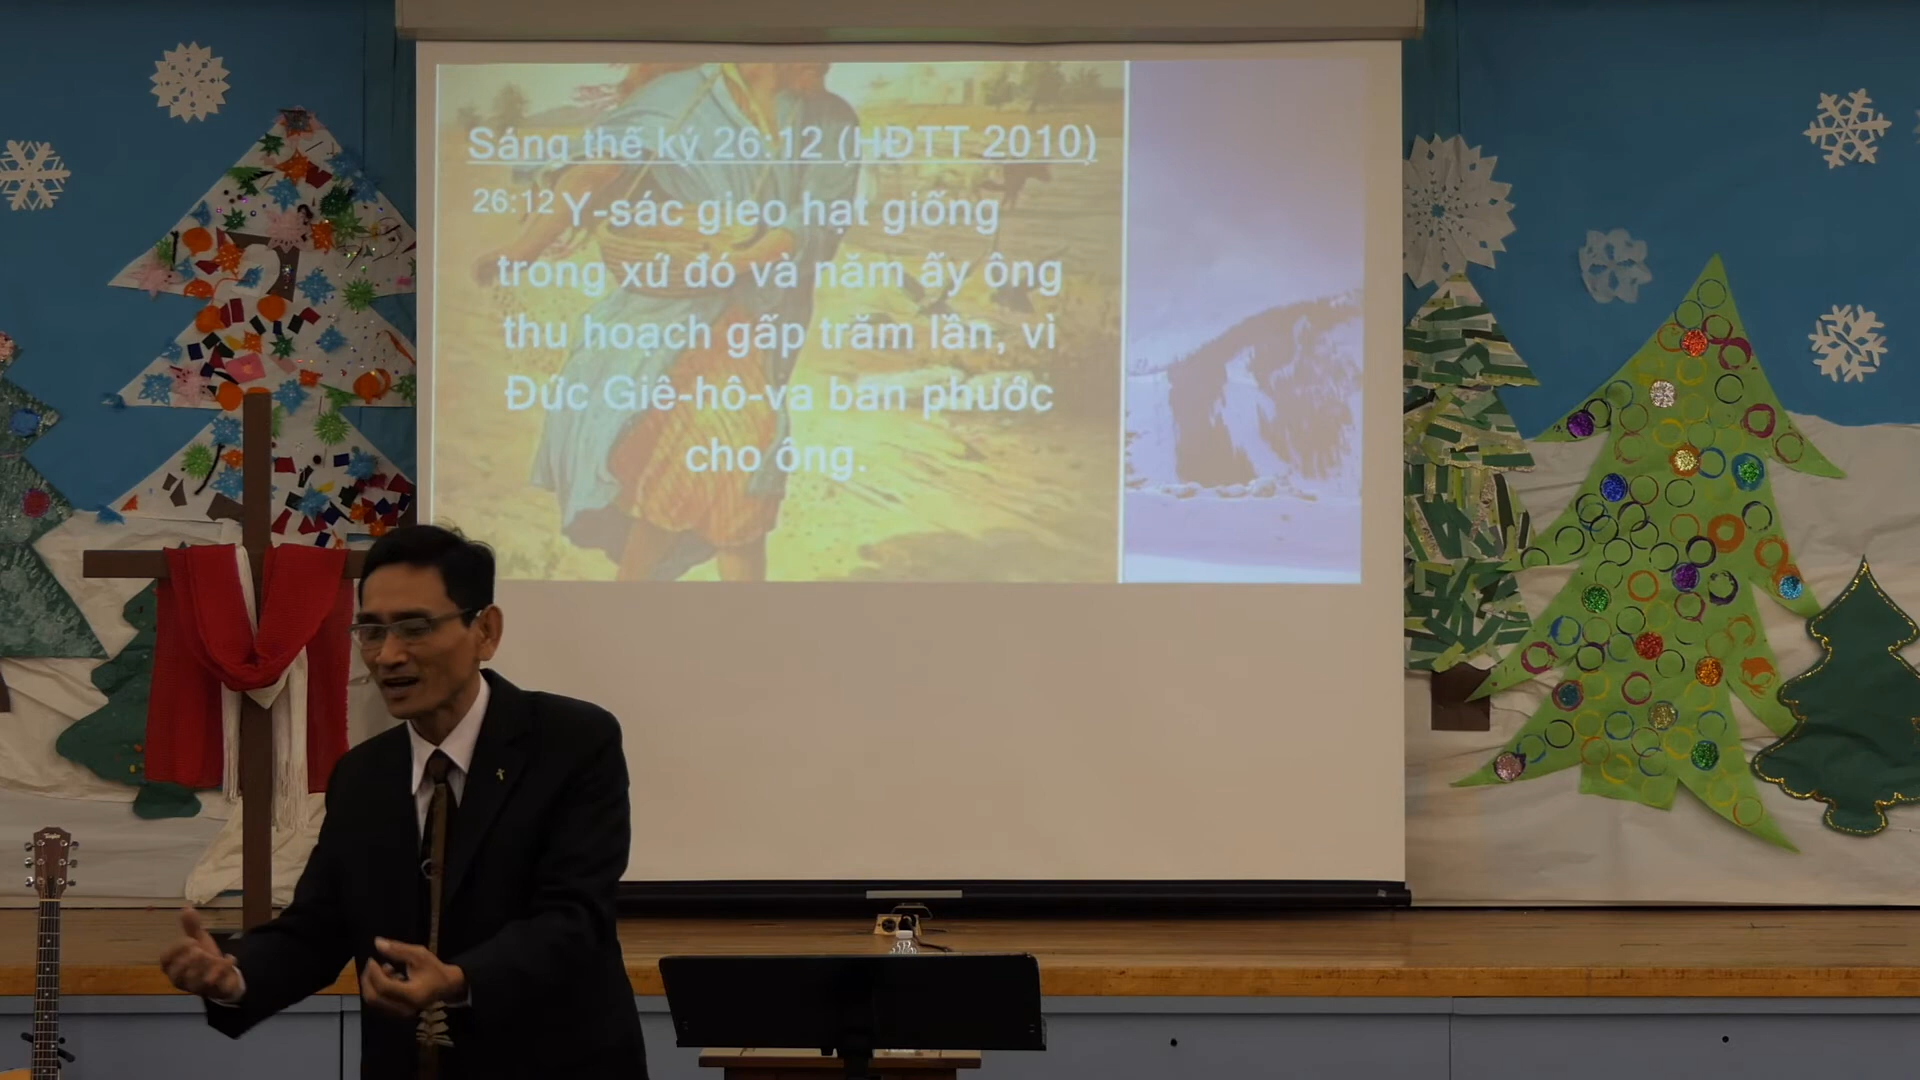 Sáng thế ký 26:12 (HĐTT 2010)
26:12 Y-sác gieo hạt giống
trong xứ đó và năm ấy ông
thu hoạch gấp trăm lần, vì
Đức Giê-hô-va ban phước
cho ông.
Taylor